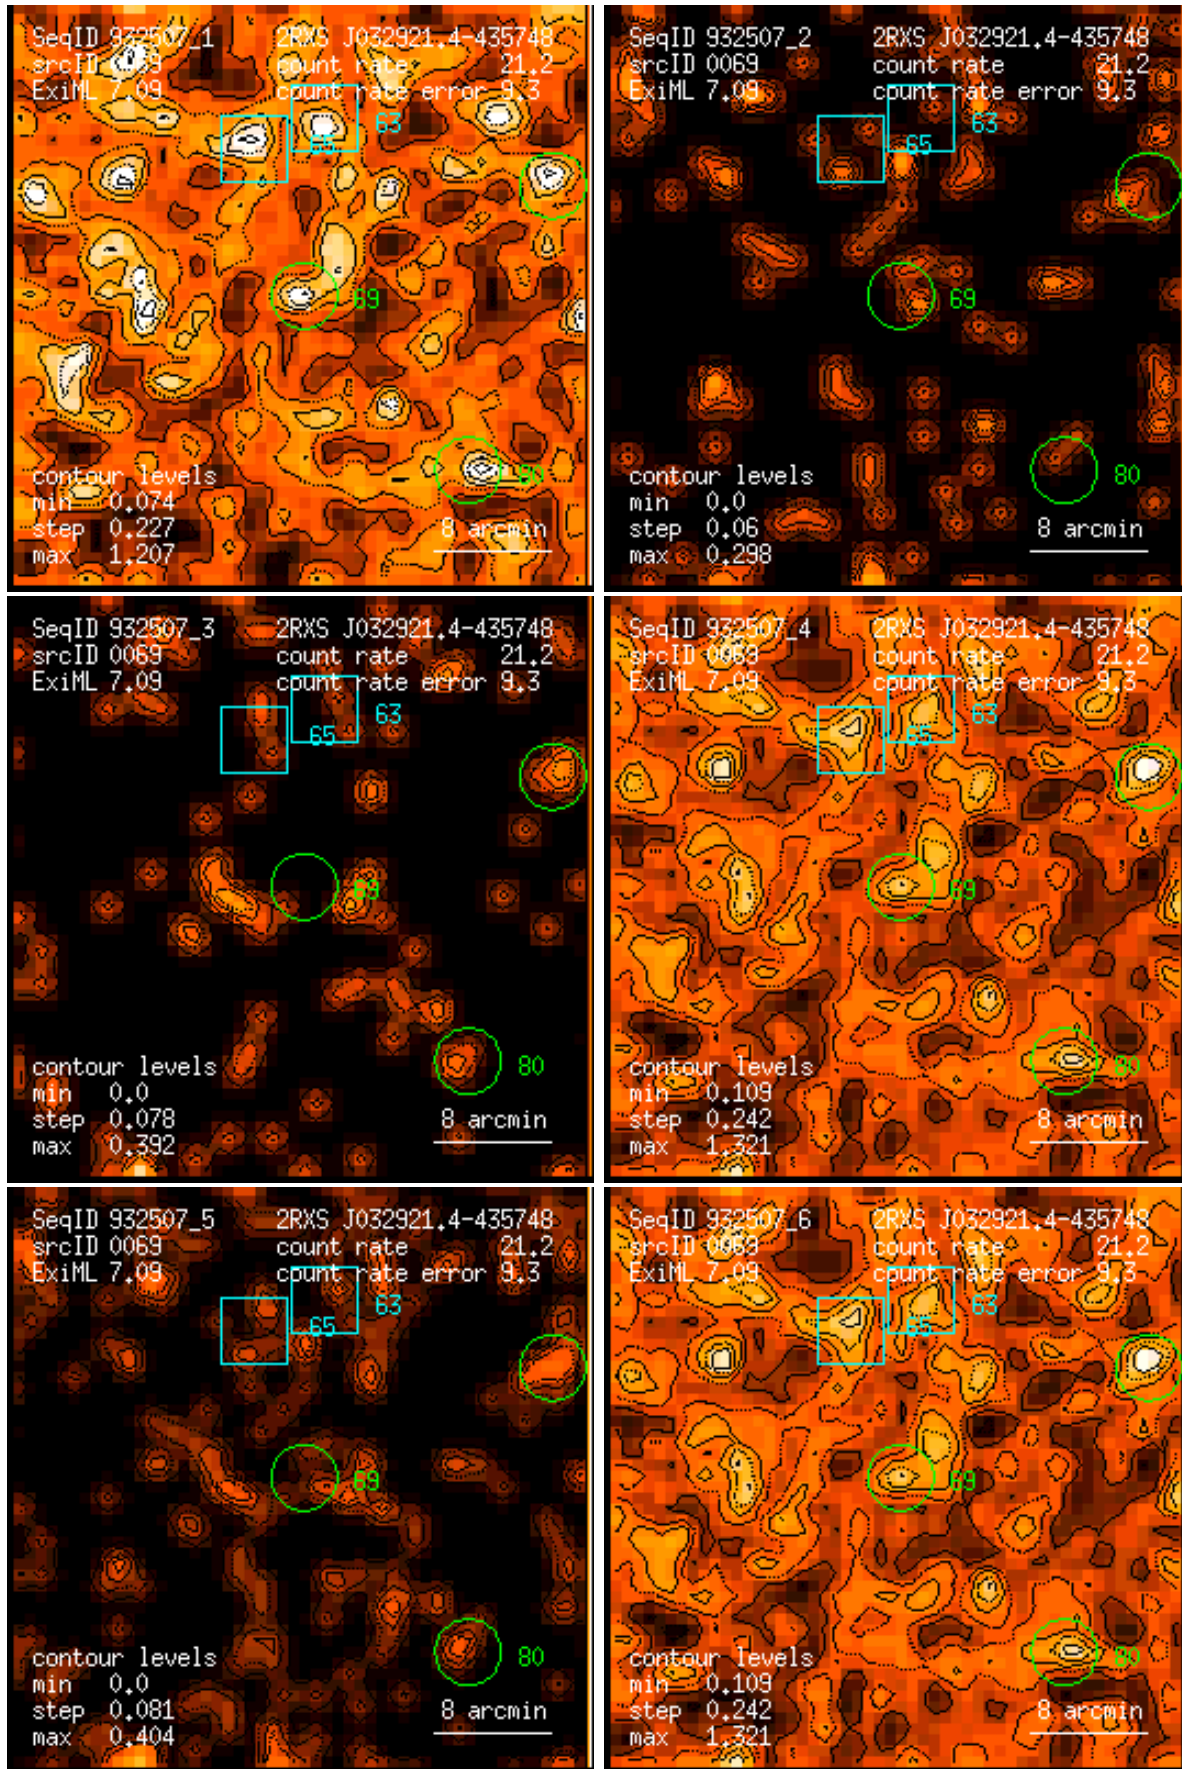 SeqID 932507_1 2RXS J032921.4-435748
srcID 0069 count rate 21.2
ExiML 7.09 count rate error 9.3
63
65
69
80
contour levels
min 0.074
step 0.227 8 arcmin
max 1.207
SeqID 932507_2 2RXS J032921.4-435748
srcID 0069 count rate 21.2
ExiML 7.09 count rate error 9.3
63
65
69
80
contour levels
min 0.0
step 0.06 8 arcmin
max 0.298
SeqID 932507_3 2RXS J032921.4-435748
srcID 0069 count rate 21.2
ExiML 7.09 count rate error 9.3
63
65
69
80
contour levels
min 0.0
step 0.078 8 arcmin
max 0.392
SeqID 932507_4 2RXS J032921.4-435748
srcID 0069 count rate 21.2
ExiML 7.09 count rate error 9.3
63
65
69
80
contour levels
min 0.109
step 0.242 8 arcmin
max 1.321
SeqID 932507_5 2RXS J032921.4-435748
srcID 0069 count rate 21.2
ExiML 7.09 count rate error 9.3
63
65
69
80
contour levels
min 0.0
step 0.081 8 arcmin
max 0.404
SeqID 932507_6 2RXS J032921.4-435748
srcID 0069 count rate 21.2
ExiML 7.09 count rate error 9.3
63
65
69
80
contour levels
min 0.109
step 0.242 8 arcmin
max 1.321